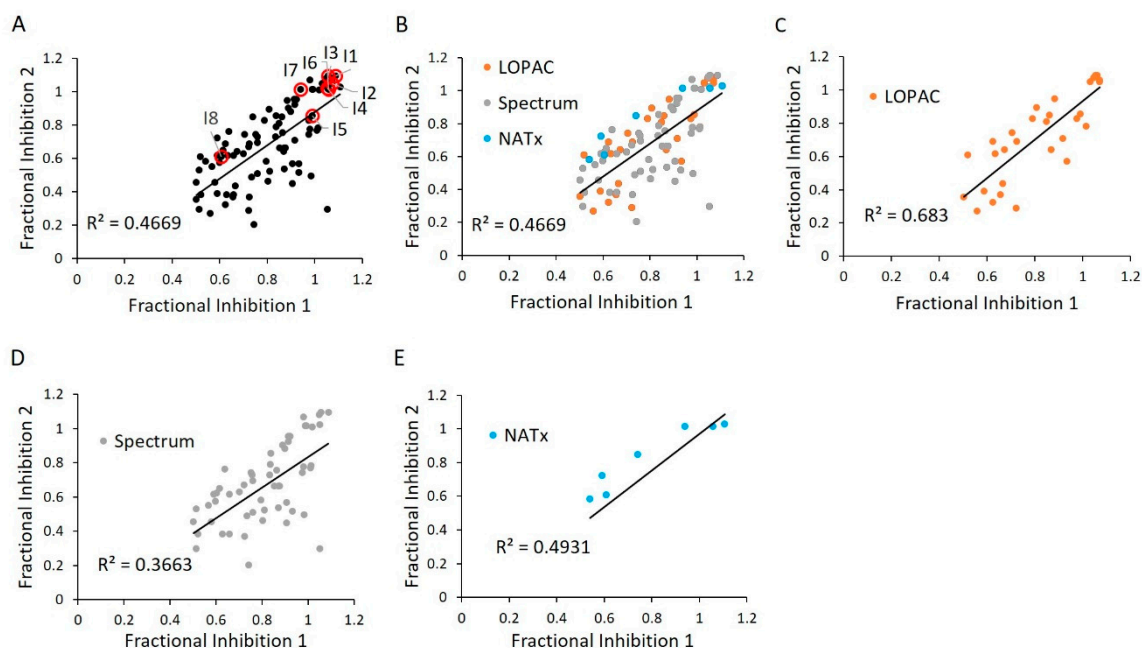 A
Fractional Inhibition 2
1.2
1
0.8
0.6
0.4
0.2
0
0 0.2 0.4 0.6 0.8 1 1.2
Fractional Inhibition 1
I3
I6
I1
I7
I2
I4
I5
I8
R² = 0.4669
B
Fractional Inhibition 2
1.2
1
0.8
0.6
0.4
0.2
0
0 0.2 0.4 0.6 0.8 1 1.2
Fractional Inhibition 1
LOPAC
Spectrum
NATx
R² = 0.4669
C
Fractional Inhibition 2
1.2
1
0.8
0.6
0.4
0.2
0
0 0.2 0.4 0.6 0.8 1 1.2
Fractional Inhibition 1
LOPAC
R² = 0.683
D
Fractional Inhibition 2
1.2
1
0.8
0.6
0.4
0.2
0
0 0.2 0.4 0.6 0.8 1 1.2
Fractional Inhibition 1
Spectrum
R² = 0.3663
E
Fractional Inhibition 2
1.2
1
0.8
0.6
0.4
0.2
0
0 0.2 0.4 0.6 0.8 1 1.2
Fractional Inhibition 1
NATx
R² = 0.4931